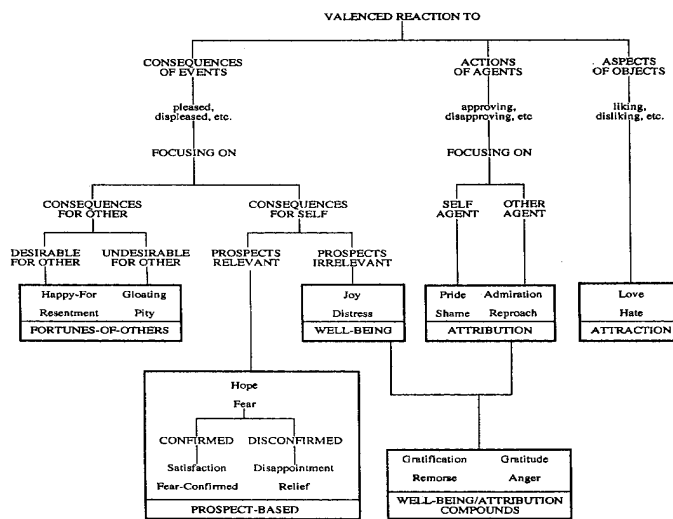 VALENCED REACTION TO
CONSEQUENCES
OF EVENTS
ACTIONS
OF AGENTS
ASPECTS
OF OBJECTS
pleased,
displeased, etc.
approving,
disapproving, etc
liking,
disliking, etc.
FOCUSING ON
FOCUSING ON
CONSEQUENCES
FOR OTHER
CONSEQUENCES
FOR SELF
SELF
AGENT
OTHER
AGENT
DESIRABLE
FOR OTHER
UNDESIRABLE
FOR OTHER
PROSPECTS
RELEVANT
PROSPECTS
IRRELEVANT
Happy-For Gloating
Resentment Pity
FORTUNES-OF-OTHERS
Joy
Distress
WELL-BEING
Pride Admiration
Shame Reproach
ATTRIBUTION
Love
Hate
ATTRACTION
Hope
Fear
CONFIRMED DISCONFIRMED
Satisfaction Disappointment
Fear-Confirmed Relief
PROSPECT-BASED
Gratification Gratitude
Remorse Anger
WELL-BEING/ATTRIBUTION
COMPOUNDS